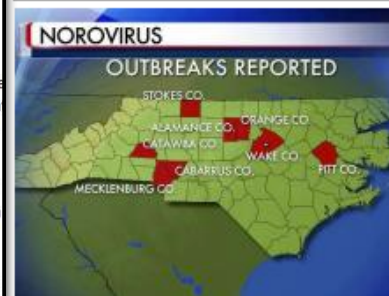 NOROVIRUS
OUTBREAKS REPORTED
STOKES CO.
ORANGE CO.
ALAMANCE CO.
CATAWBA CO.
WAKE CO.
CABARRUS CO.
PITT CO.
MECKLENBURG CO.